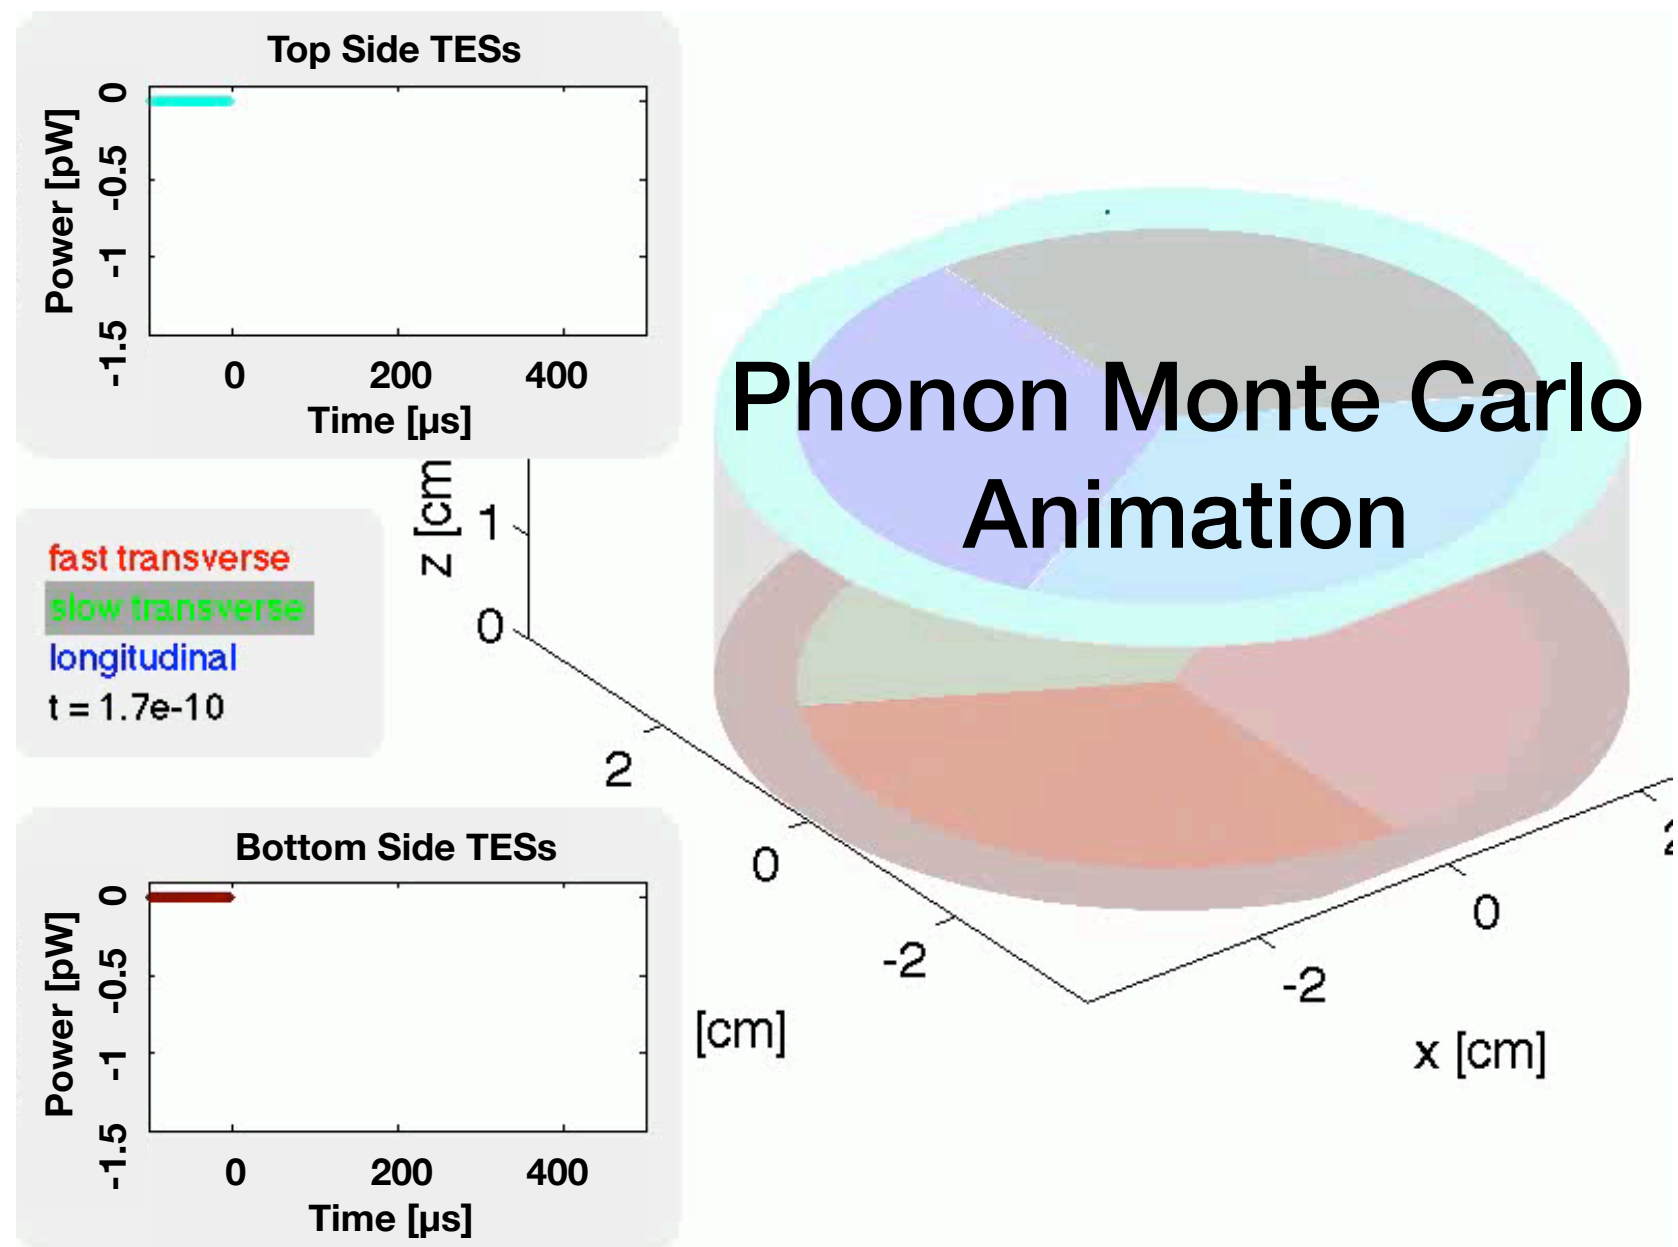 Top Side TESs
Power [pW]
0
-0.5
-1
-1.5
0 200 400
Time [µs]
Phonon Monte Carlo
Animation
fast transverse
slow transverse
longitudinal
t = 1.7e-10
z [cm
1
0
2
0
-2
[cm]
-2
0
2
x [cm]
Bottom Side TESs
Power [pW]
0
-0.5
-1
-1.5
0 200 400
Time [µs]